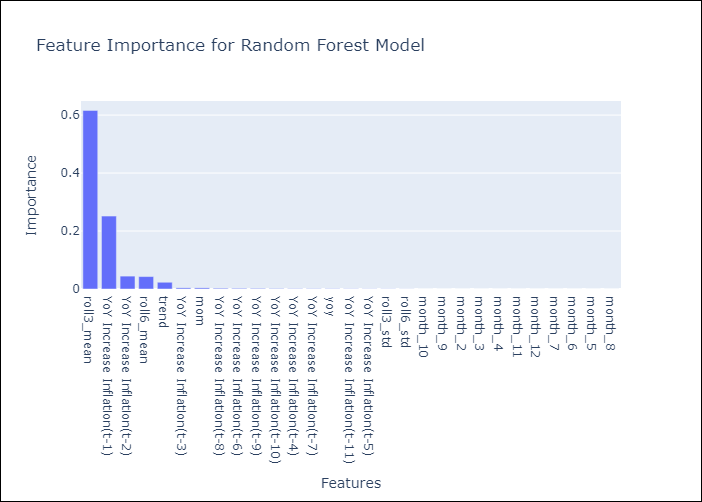 Feature Importance for Random Forest Model
Importance
0.6
0.4
0.2
0
roll3_mean
YoY Increase Inflation(t-1)
YoY Increase Inflation(t-2)
roll6_mean
trend
YoY Increase Inflation(t-3)
mom
YoY Increase Inflation(t-8)
YoY Increase Inflation(t-6)
YoY Increase Inflation(t-9)
YoY Increase Inflation(t-10)
YoY Increase Inflation(t-4)
YoY Increase Inflation(t-7)
yoy
YoY Increase Inflation(t-11)
YoY Increase Inflation(t-5)
roll3_std
roll6_std
month_10
month_9
month_2
month_3
month_4
month_11
month_12
month_7
month_6
month_5
month_8
Features